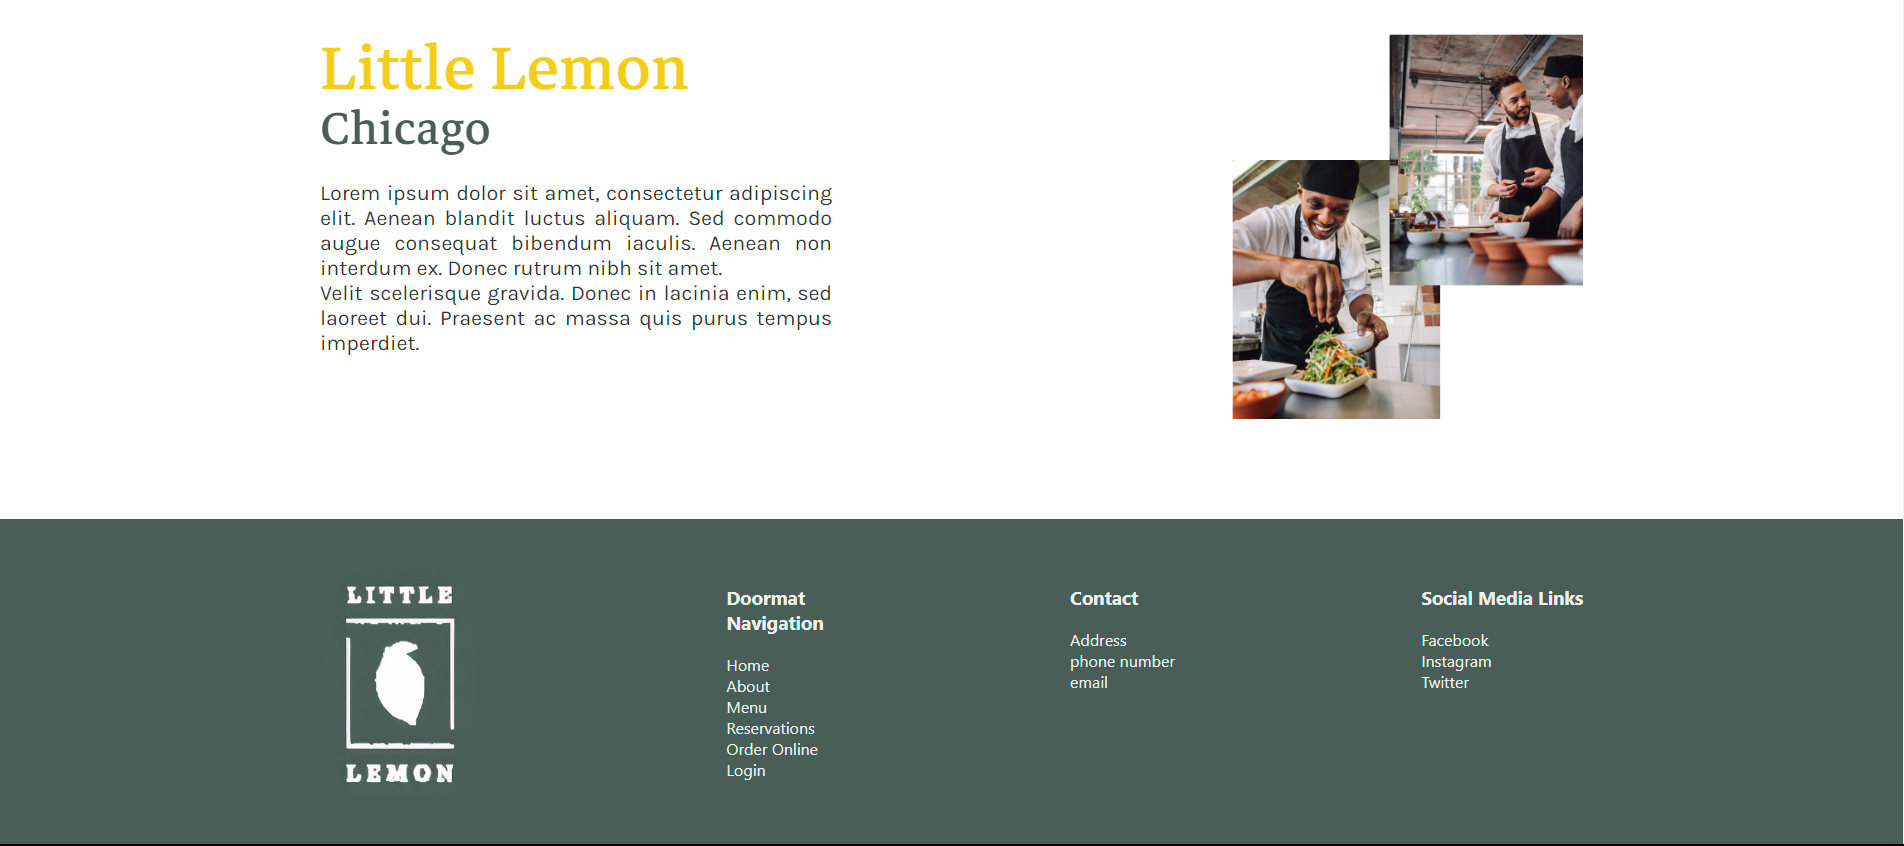 Little Lemon
Chicago
Lorem ipsum dolor sit amet, consectetur adipiscing
elit. Aenean blandit luctus aliquam. Sed commodo
augue consequat bibendum iaculis. Aenean non
interdum ex. Donec rutrum nibh sit amet.
Velit scelerisque gravida. Donec in lacinia enim, sed
laoreet dui. Praesent ac massa quis purus tempus
imperdiet.
LITTLE
LEMON
Doormat
Navigation
Home
About
Menu
Reservations
Order Online
Login
Contact
Address
phone number
email
Social Media Links
Facebook
Instagram
Twitter